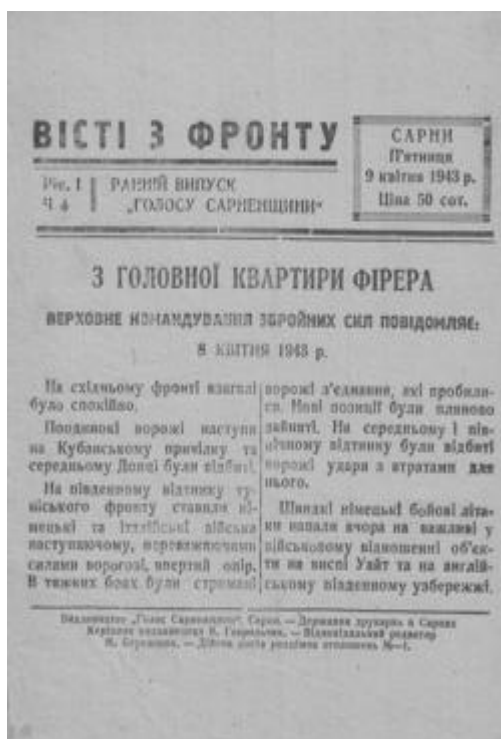 ВІСТІ З ФРОНТУ
Ріс. 1
Ч. 4
РАННІЙ ВИПУСК
„ГОЛОСУ САРНЕНЩИНИ“
САРНИ
П'ятниця
9 квітня 1943 р.
Ціна 50 сот.
З ГОЛОВНОЇ КВАРТИРИ ФІРЕРА
ВЕРХОВНЕ КОМАНДУВАННЯ ЗБРОЙНИХ СИЛ ПОВІДОМЛЯЄ:
8 КВІТНЯ 1943 р.
На східньому фронті взагалі
було спокійно.
Поодинокі ворожі наступи
на Кубанському причілку та
середньому Донці були відбиті.
На південному відтинку ту-
ніського фронту ставили ні-
мецькі та італійські війська
наступаючому, переважаючими
силами ворогові, впертий опір.
В тяжких боях були стримані
ворожі з'єднання, які пробили-
ся. Нові позиції були пляново
зайняті. На середньому і пів-
нічному відтинку були відбиті
ворожі удари з втратами для
нього.
Швидкі німецькі бойові літа-
ки напали вчора на важливі у
військовому відношенні об'єк-
ти на виспі Уайт та на англій-
ському південному узбережжі.
Видавництво „Голос Сарненщини“, Сарни. — Державна друкарня в Сарнах
Керівник видавництва — Відповідальний редактор